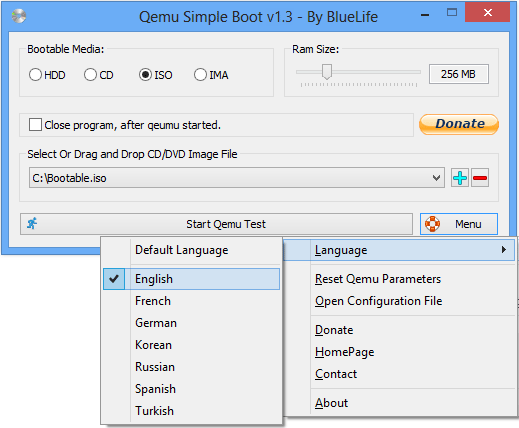 Qemu Simple Boot v1.3 - By BlueLife
Bootable Media:
HDD CD ISO IMA
Ram Size:
256 MB
Close program, after qeumu started.
Donate
Select Or Drag and Drop CD/DVD Image File
C:\Bootable.iso
Start Qemu Test
Menu
Default Language
English
French
German
Korean
Russian
Spanish
Turkish
Language
Reset Qemu Parameters
Open Configuration File
Donate
HomePage
Contact
About